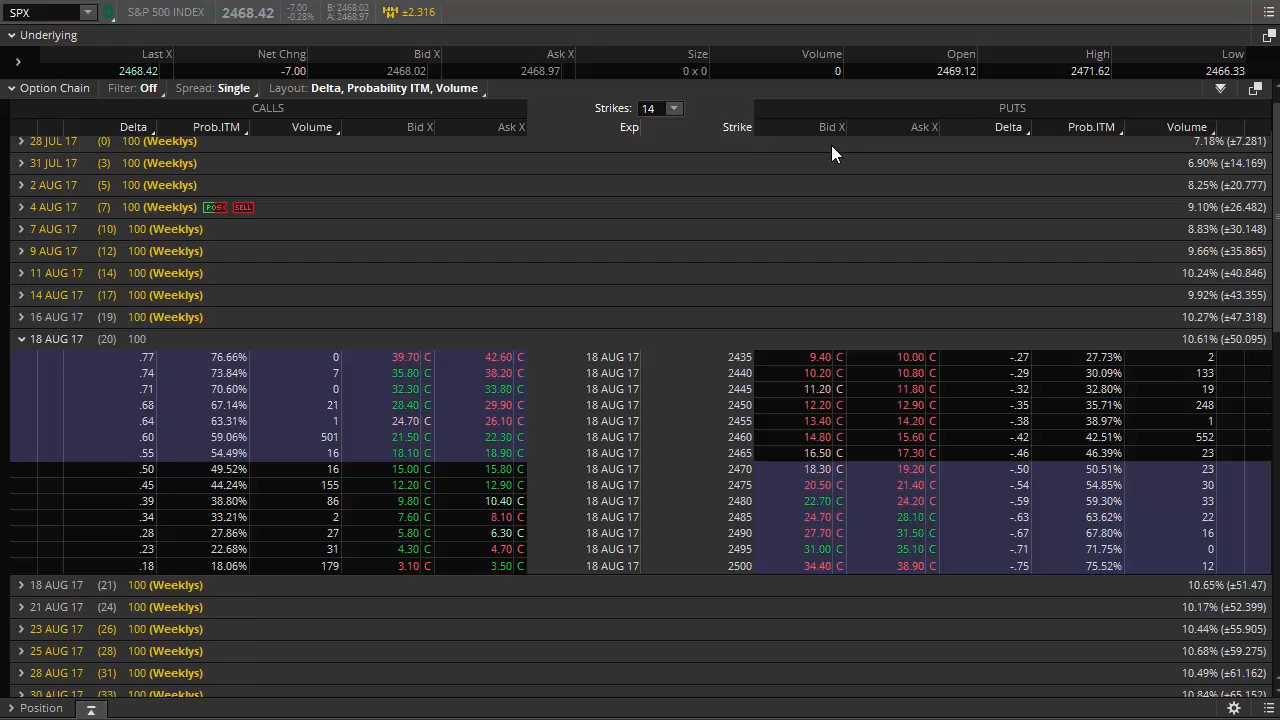 SPX S&P 500 INDEX 2468.42 -7.00 -0.28% B: 2468.02 A: 2468.97 ±2.316
Underlying
Last X Net Chng Bid X Ask X Size Volume Open High Low
2468.42 -7.00 2468.02 2468.97 0 x 0 0 2469.12 2471.62 2466.33
Option Chain Filter: Off Spread: Single Layout: Delta, Probability ITM, Volume
CALLS Strikes: 14 PUTS
Delta Prob.ITM Volume Bid X Ask X Exp Strike Bid X Ask X Delta Prob.ITM Volume
28 JUL 17 (0) 100 (Weeklys) 7.18% (±7.281)
31 JUL 17 (3) 100 (Weeklys) 6.90% (±14.169)
2 AUG 17 (5) 100 (Weeklys) 8.25% (±20.777)
4 AUG 17 (7) 100 (Weeklys) POS SELL 9.10% (±26.482)
7 AUG 17 (10) 100 (Weeklys) 8.83% (±30.148)
9 AUG 17 (12) 100 (Weeklys) 9.66% (±35.865)
11 AUG 17 (14) 100 (Weeklys) 10.24% (±40.846)
14 AUG 17 (17) 100 (Weeklys) 9.92% (±43.355)
16 AUG 17 (19) 100 (Weeklys) 10.27% (±47.318)
18 AUG 17 (20) 100 10.61% (±50.095)
.77 76.66% 0 39.70 C 42.60 C 18 AUG 17 2435 9.40 C 10.00 C -.27 27.73% 2
.74 73.84% 7 35.80 C 38.20 C 18 AUG 17 2440 10.20 C 10.80 C -.29 30.09% 133
.71 70.60% 0 32.30 C 33.80 C 18 AUG 17 2445 11.20 C 11.80 C -.32 32.80% 19
.68 67.14% 21 28.40 C 29.90 C 18 AUG 17 2450 12.20 C 12.90 C -.35 35.71% 248
.64 63.31% 1 24.70 C 26.10 C 18 AUG 17 2455 13.40 C 14.20 C -.38 38.97% 1
.60 59.06% 501 21.50 C 22.30 C 18 AUG 17 2460 14.80 C 15.60 C -.42 42.51% 552
.55 54.49% 16 18.10 C 18.90 C 18 AUG 17 2465 16.50 C 17.30 C -.46 46.39% 23
.50 49.52% 16 15.00 C 15.80 C 18 AUG 17 2470 18.30 C 19.20 C -.50 50.51% 23
.45 44.24% 155 12.20 C 12.90 C 18 AUG 17 2475 20.50 C 21.40 C -.54 54.85% 30
.39 38.80% 86 9.80 C 10.40 C 18 AUG 17 2480 22.70 C 24.20 C -.59 59.30% 33
.34 33.21% 2 7.60 C 8.10 C 18 AUG 17 2485 24.70 C 28.10 C -.63 63.62% 22
.28 27.86% 27 5.80 C 6.30 C 18 AUG 17 2490 27.70 C 31.50 C -.67 67.80% 16
.23 22.68% 31 4.30 C 4.70 C 18 AUG 17 2495 31.00 C 35.10 C -.71 71.75% 0
.18 18.06% 179 3.10 C 3.50 C 18 AUG 17 2500 34.40 C 38.90 C -.75 75.52% 12
18 AUG 17 (21) 100 (Weeklys) 10.65% (±51.47)
21 AUG 17 (24) 100 (Weeklys) 10.17% (±52.399)
23 AUG 17 (26) 100 (Weeklys) 10.44% (±55.905)
25 AUG 17 (28) 100 (Weeklys) 10.68% (±59.275)
28 AUG 17 (31) 100 (Weeklys) 10.49% (±61.162)
30 AUG 17 (33) 100 (Weeklys) 10.84% (±65.152)
Position